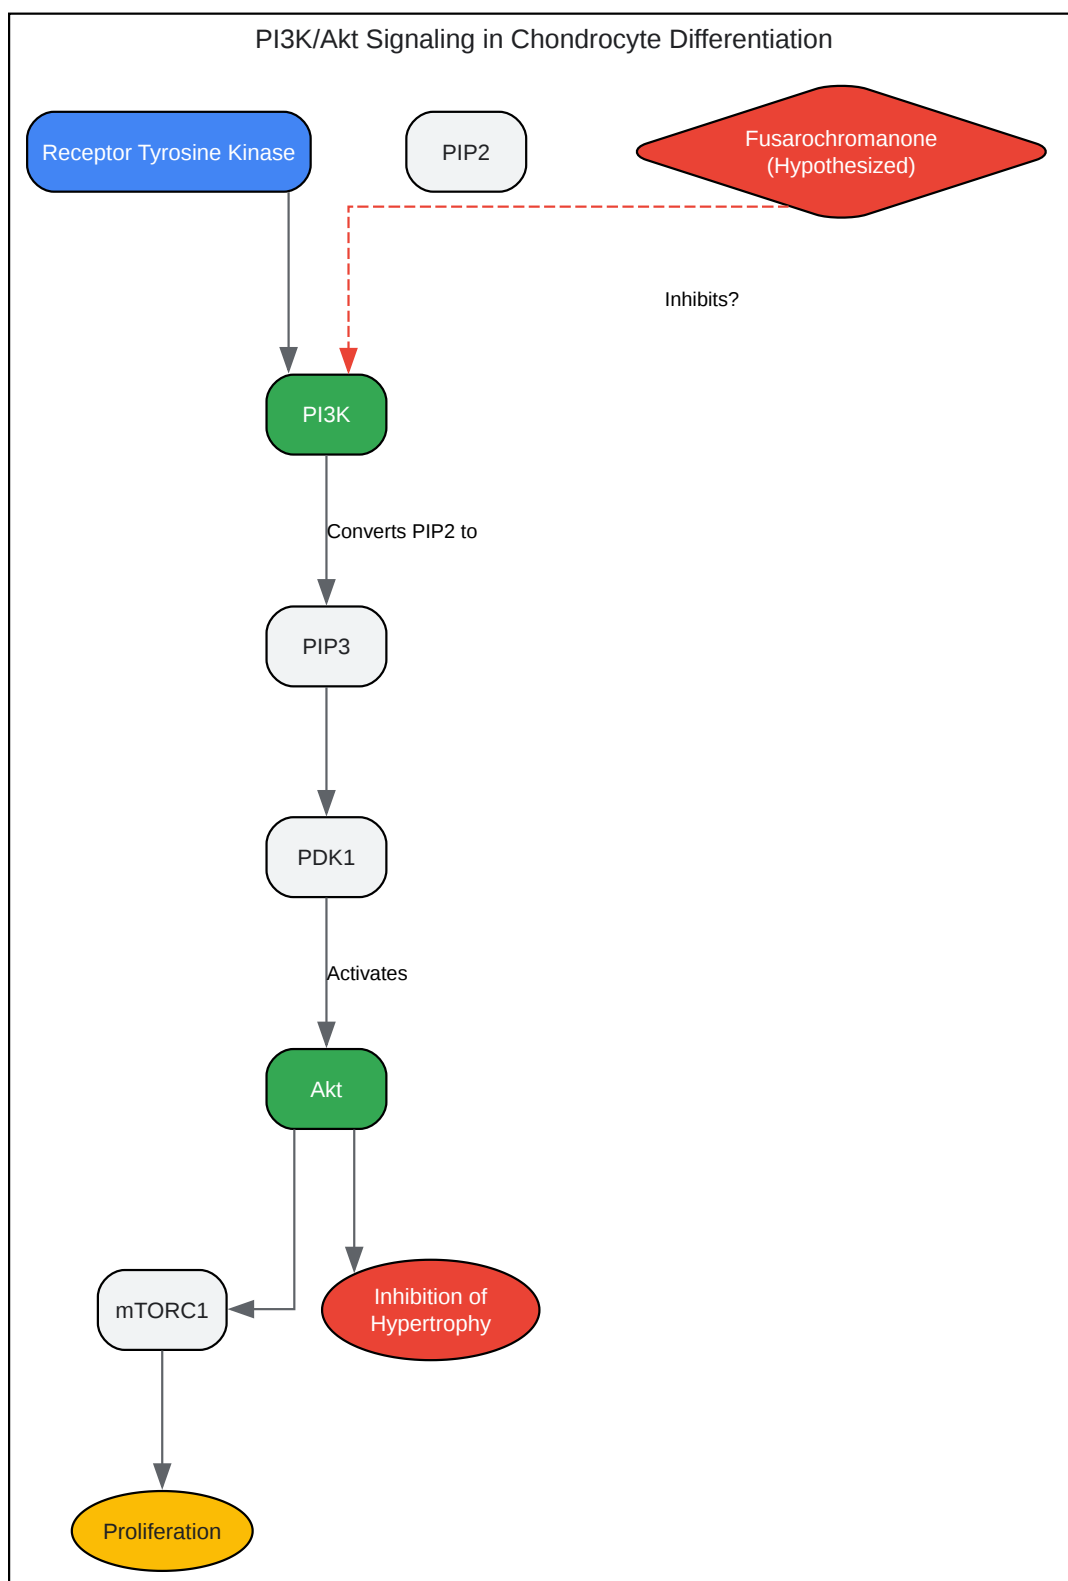 PI3K/Akt Signaling in Chondrocyte Differentiation
Receptor Tyrosine Kinase
PIP2
Fusarochromanone
(Hypothesized)
Inhibits?
PI3K
Converts PIP2 to
PIP3
PDK1
Activates
Akt
mTORC1
Inhibition of
Hypertrophy
Proliferation